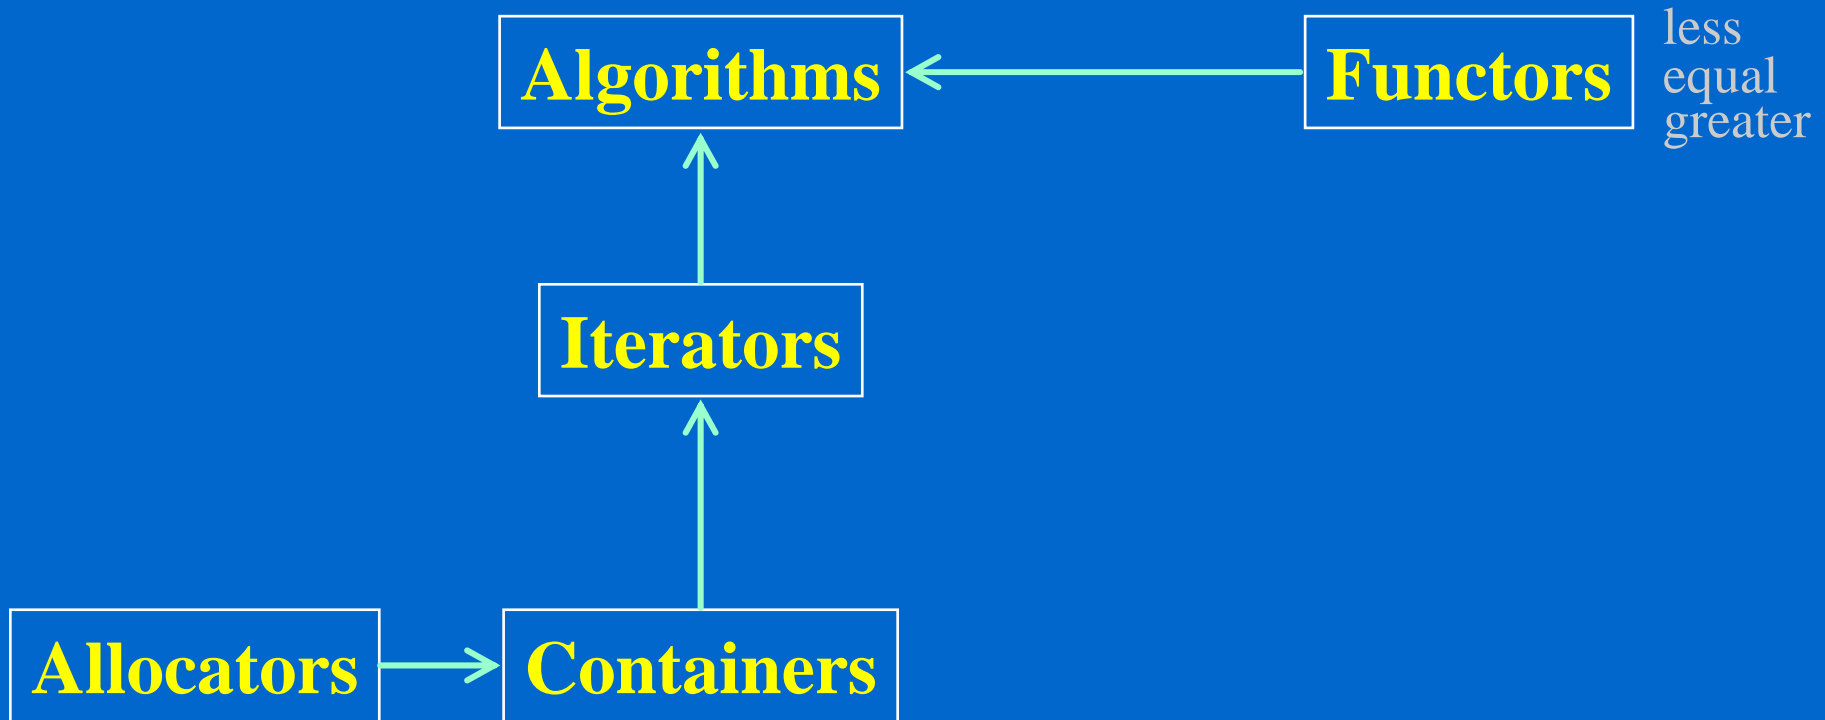 Algorithms
Functors
less
equal
greater
Iterators
Allocators
Containers